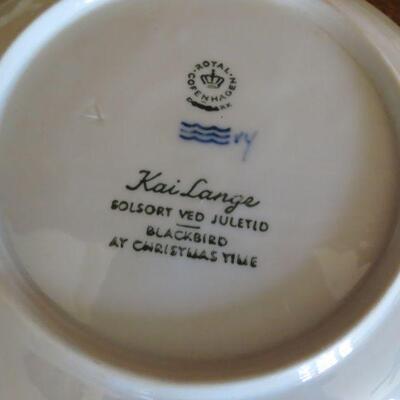 ROYAL
COPENHAGEN
DENMARK
Kai Lange
SOLSORT VED JULETID
BLACKBIRD
AT CHRISTMAS TIME